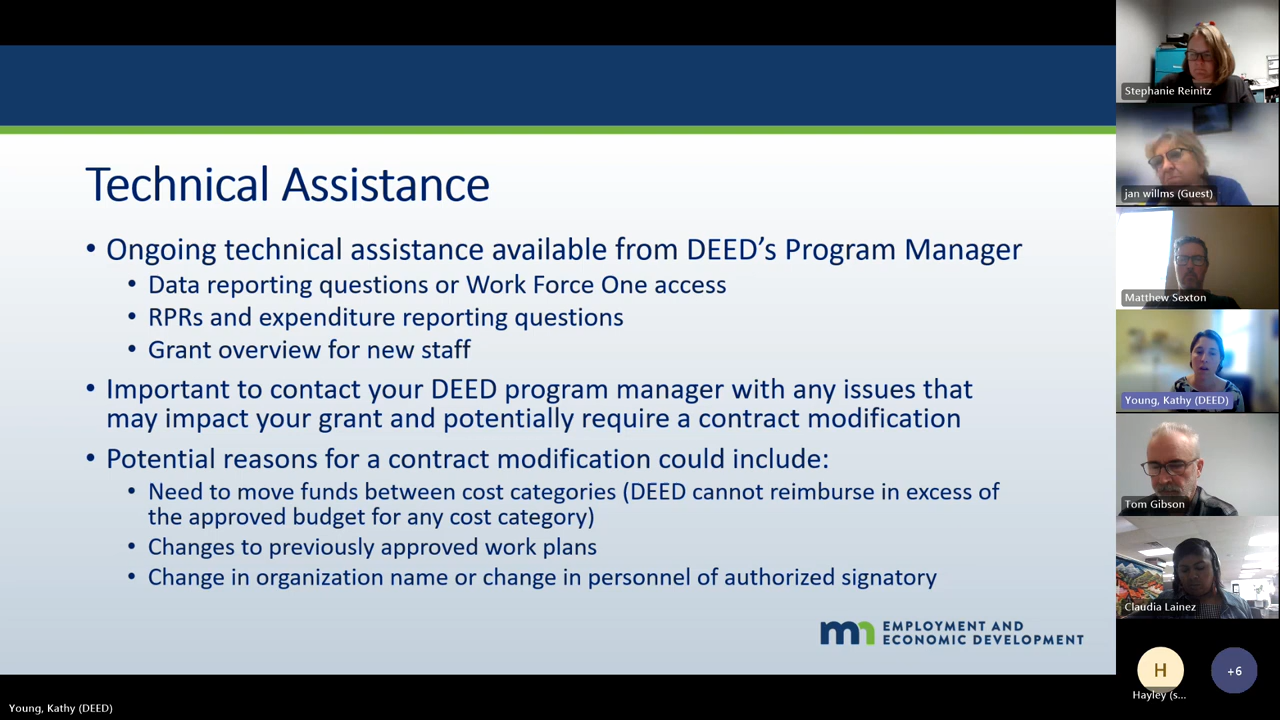 Technical Assistance
• Ongoing technical assistance available from DEED’s Program Manager
• Data reporting questions or Work Force One access
• RPRs and expenditure reporting questions
• Grant overview for new staff
• Important to contact your DEED program manager with any issues that
may impact your grant and potentially require a contract modification
• Potential reasons for a contract modification could include:
• Need to move funds between cost categories (DEED cannot reimburse in excess of
the approved budget for any cost category)
• Changes to previously approved work plans
• Change in organization name or change in personnel of authorized signatory
mn EMPLOYMENT AND
ECONOMIC DEVELOPMENT
Stephanie Reinitz
jan willms (Guest)
Matthew Sexton
Young, Kathy (DEED)
Tom Gibson
Claudia Lainez
H
+6
Hayley (s...
Young, Kathy (DEED)